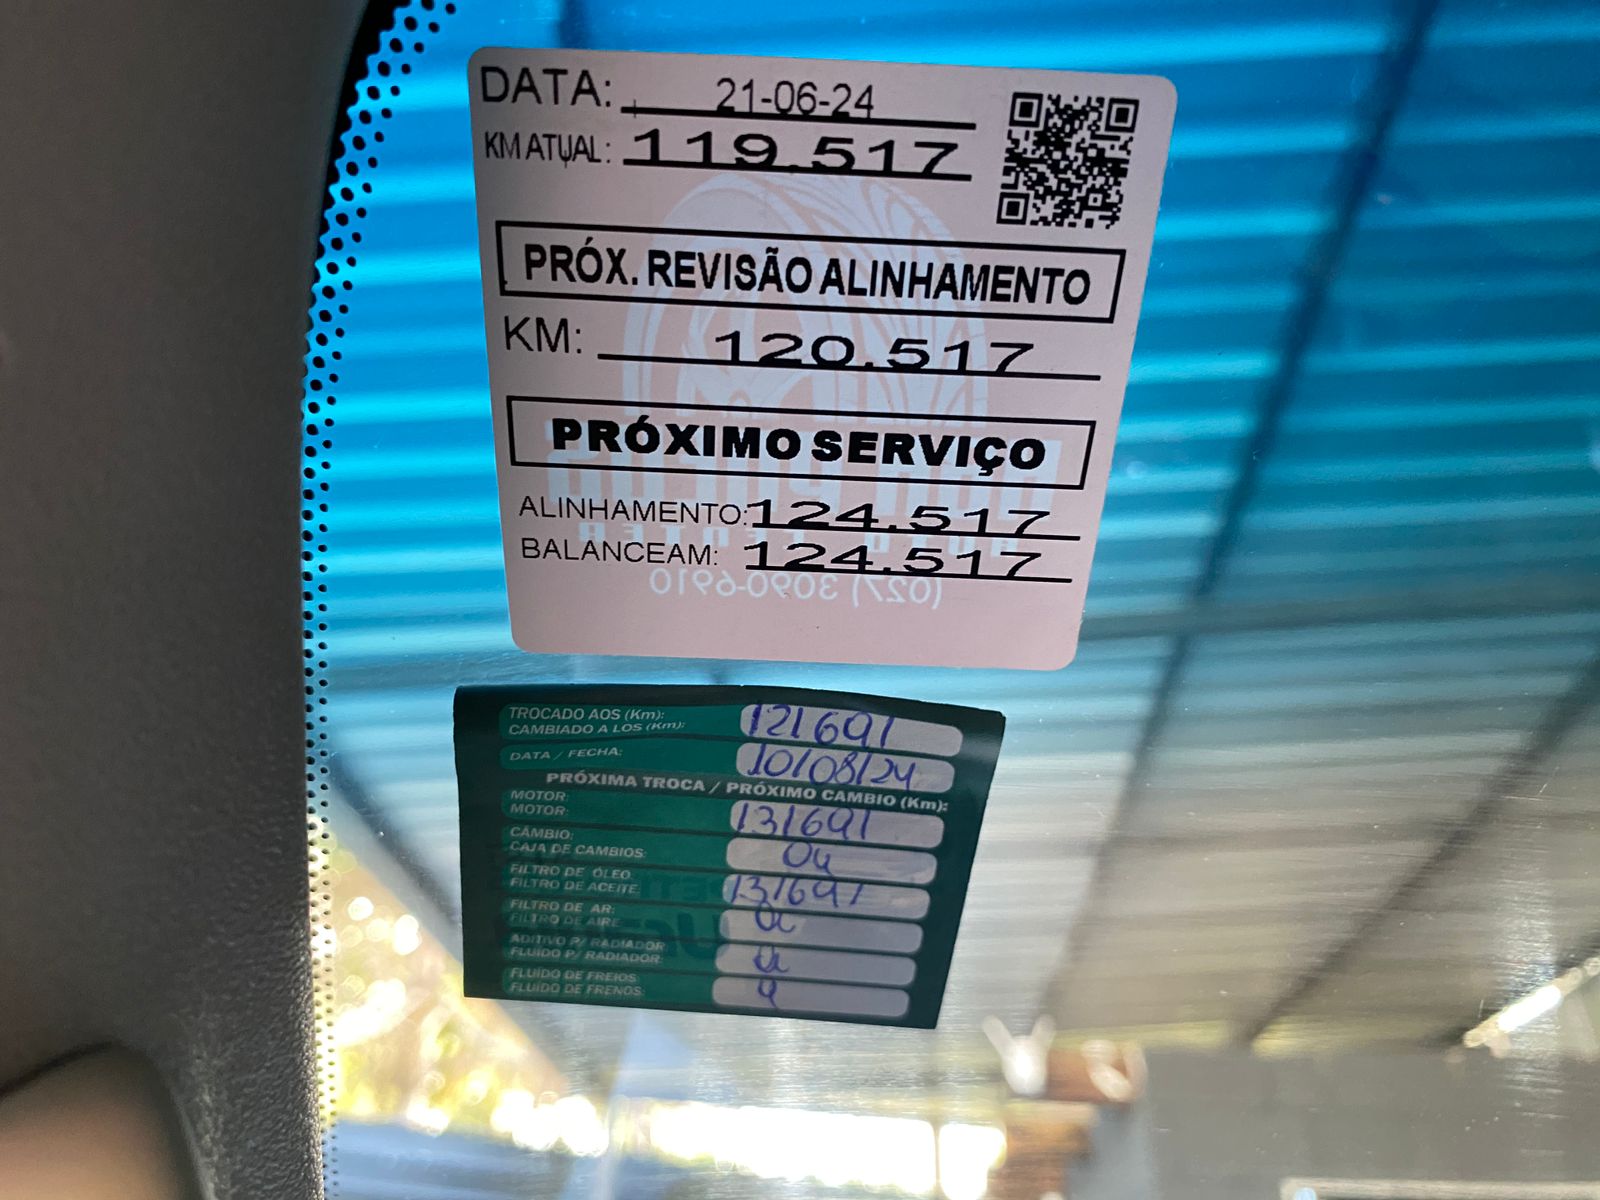 DATA: 21-06-24
KM ATUAL: 119.517
PRÓX. REVISÃO ALINHAMENTO
KM: 120.517
PRÓXIMO SERVIÇO
ALINHAMENTO: 124.517
BALANCEAM: 124.517
(027) 3090-6910
TROCADO AOS (Km): 121691
CAMBIADO A LOS (Km):
DATA / FECHA: 10/08/24
PRÓXIMA TROCA / PRÓXIMO CAMBIO (Km):
MOTOR: 131691
MOTOR:
CÂMBIO:
CAJA DE CAMBIOS:
FILTRO DE ÓLEO: 131691
FILTRO DE ACEITE:
FILTRO DE AR:
FILTRO DE AIRE:
ADITIVO P/ RADIADOR:
FLUÍDO P/ RADIADOR:
FLUÍDO DE FREIOS:
FLUÍDO DE FRENOS: